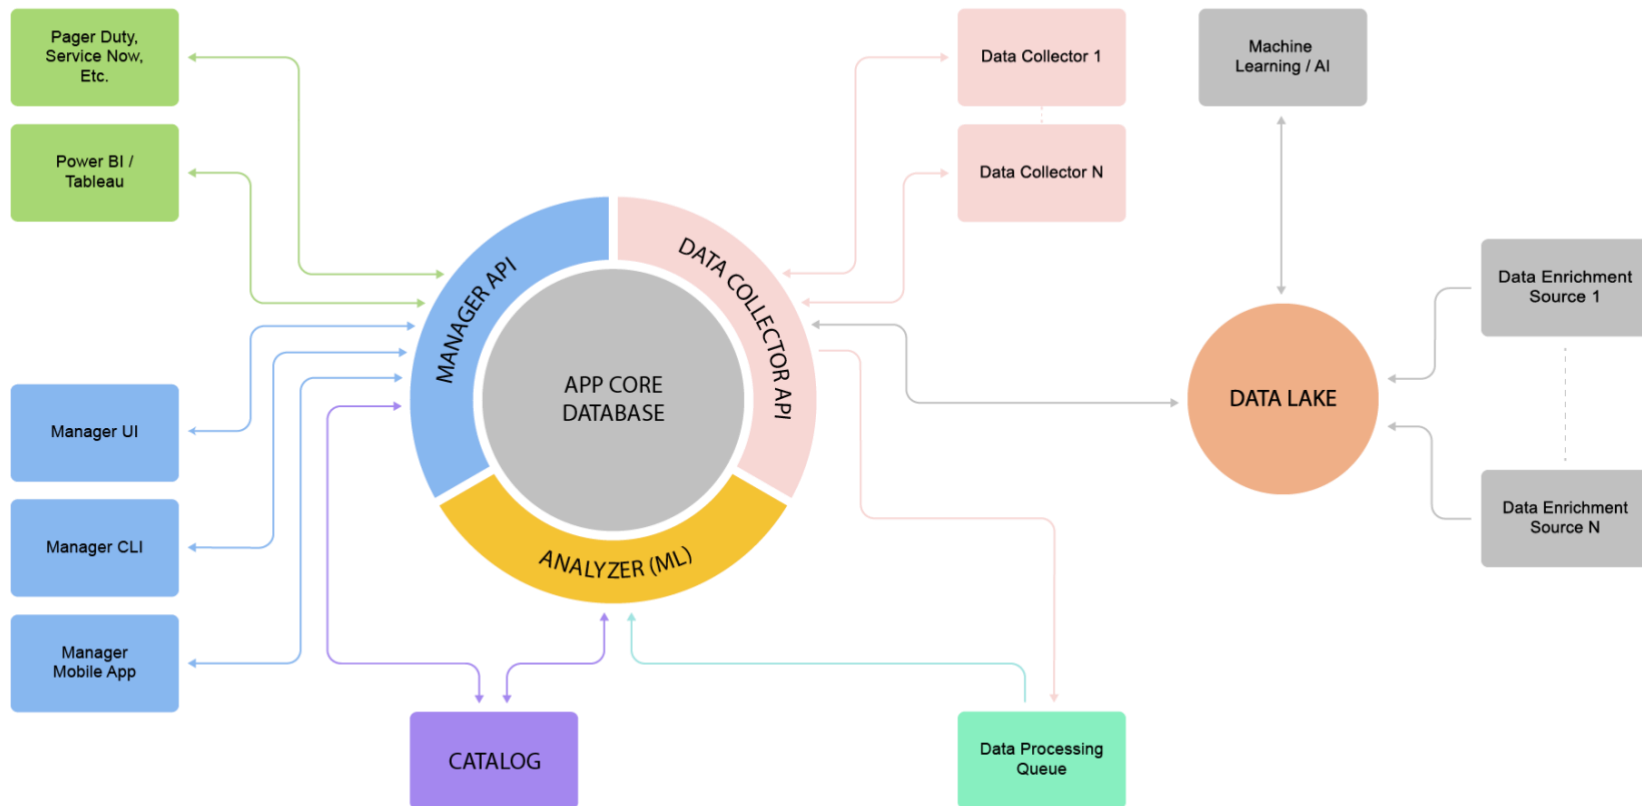 Pager Duty,
Service Now,
Etc.
Power BI /
Tableau
Manager UI
Manager CLI
Manager
Mobile App
MANAGER API
DATA COLLECTOR API
APP CORE
DATABASE
ANALYZER (ML)
CATALOG
Data Collector 1
Data Collector N
Data Processing
Queue
Machine
Learning / AI
DATA LAKE
Data Enrichment
Source 1
Data Enrichment
Source N